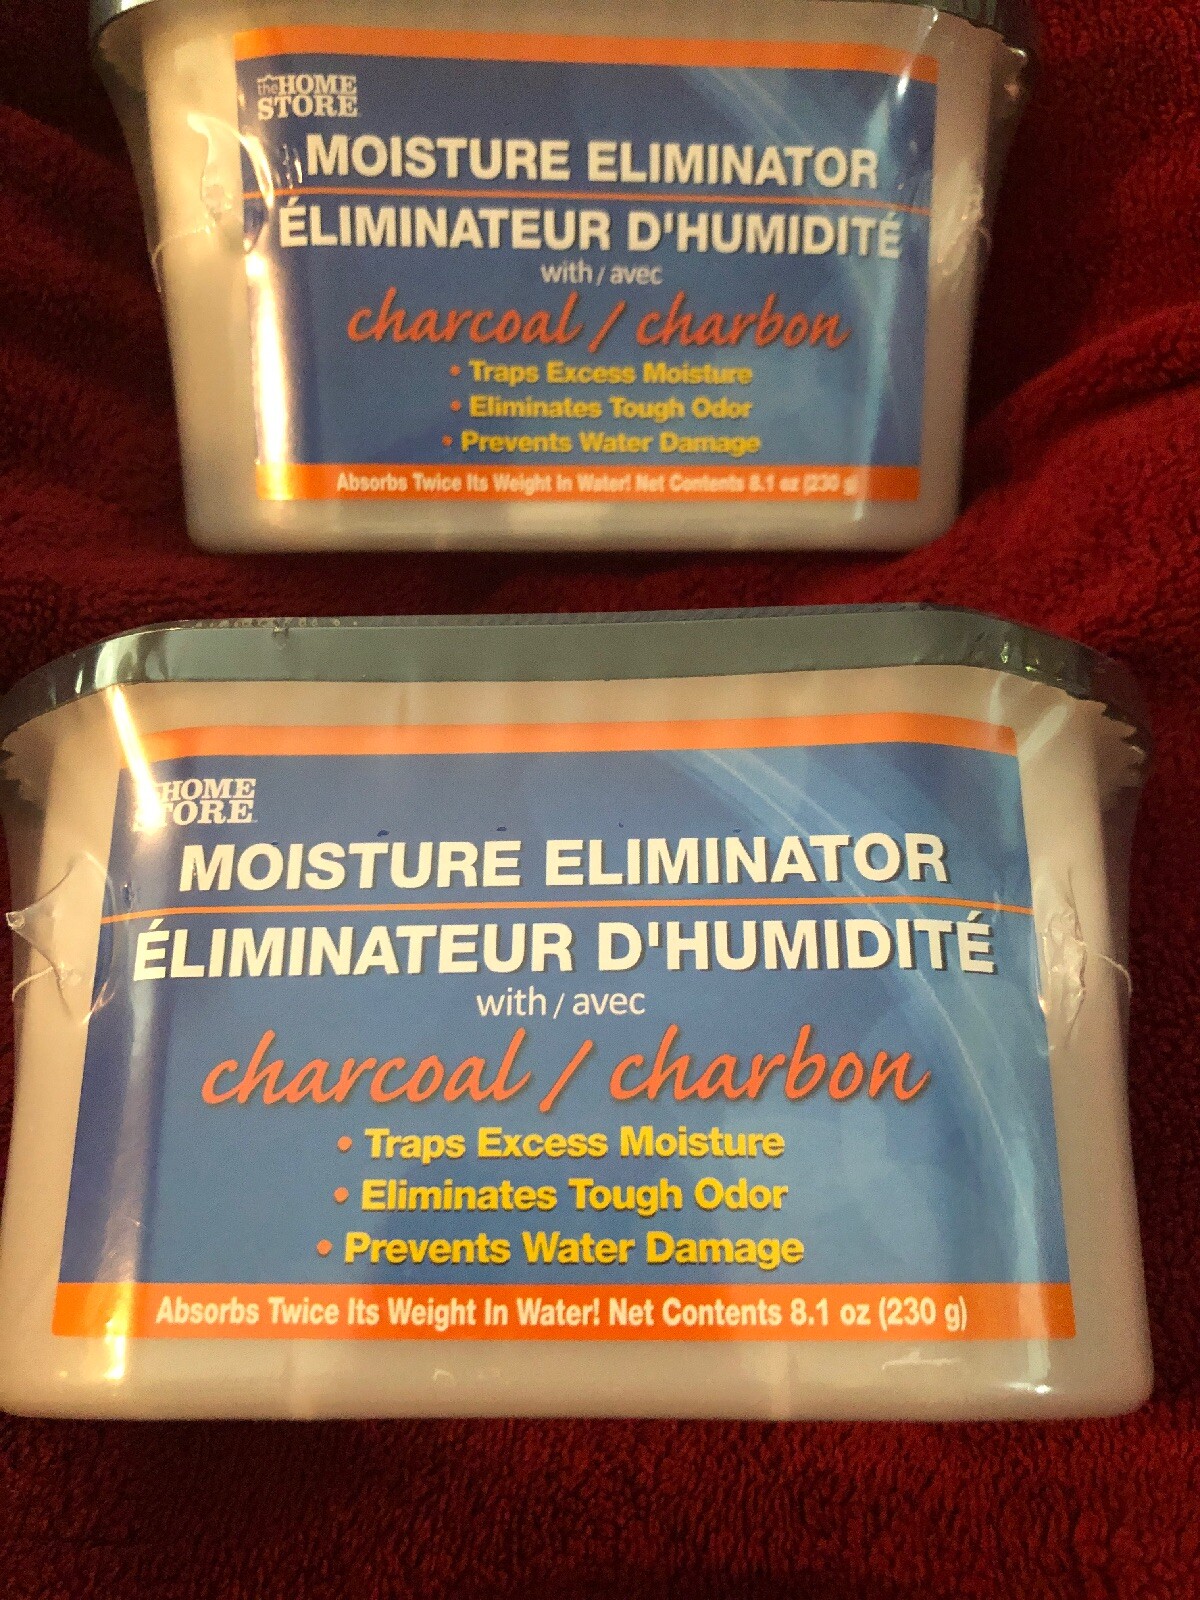 the HOME
STORE
MOISTURE ELIMINATOR
ÉLIMINATEUR D'HUMIDITÉ
with / avec
charcoal / charbon
• Traps Excess Moisture
• Eliminates Tough Odor
• Prevents Water Damage
Absorbs Twice Its Weight In Water! Net Contents 8.1 oz (230 g)
HOME
STORE
MOISTURE ELIMINATOR
ÉLIMINATEUR D'HUMIDITÉ
with / avec
charcoal / charbon
• Traps Excess Moisture
• Eliminates Tough Odor
• Prevents Water Damage
Absorbs Twice Its Weight In Water! Net Contents 8.1 oz (230 g)